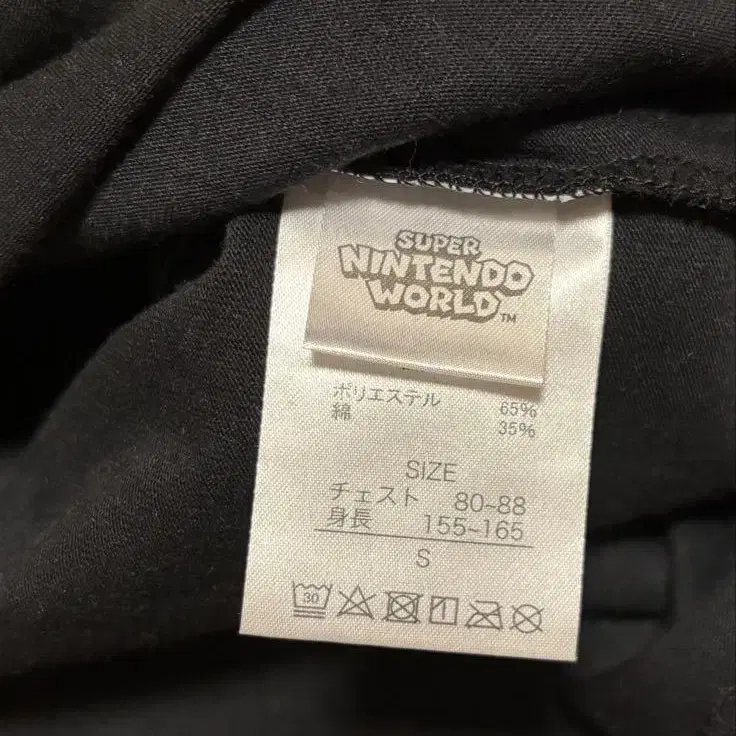 SUPER
NINTENDO
WORLD™
ポリエステル 65%
綿 35%
SIZE
チェスト 80~88
身長 155~165
S
30